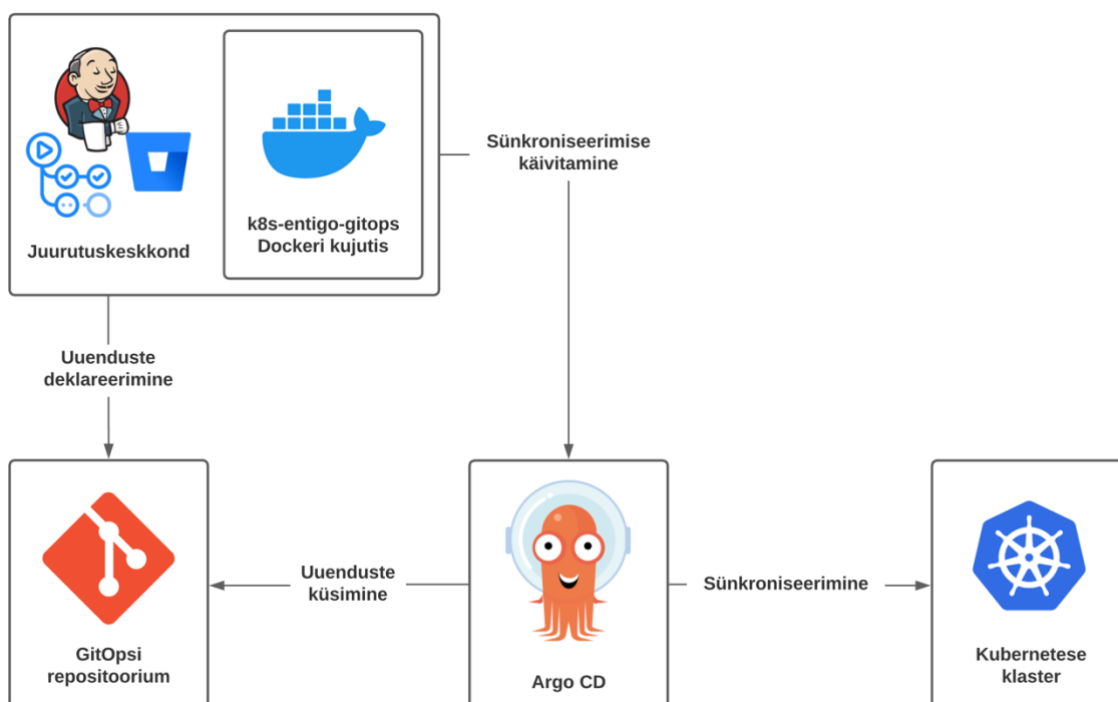 Juurutuskeskkond
k8s-entigo-gitops
Dockeri kujutis
Sünkroniseerimise
käivitamine
Uuenduste
deklareerimine
GitOpsi
repositoorium
Uuenduste
küsimine
Argo CD
Sünkroniseerimine
Kubernetese
klaster